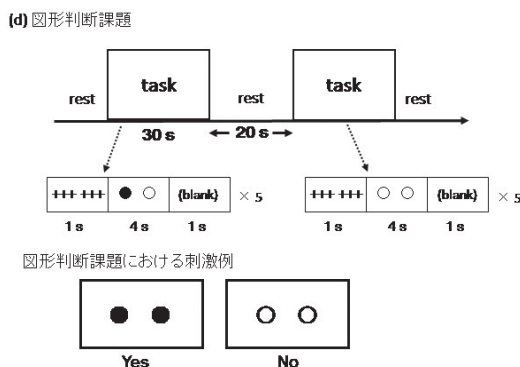 (d) 図形判断課題
task
task
rest
rest
rest
30 s
20 s
+++ +++
{blank}
× 5
+++ +++
{blank}
× 5
1 s
4 s
1 s
1 s
4 s
1 s
図形判断課題における刺激例
Yes
No